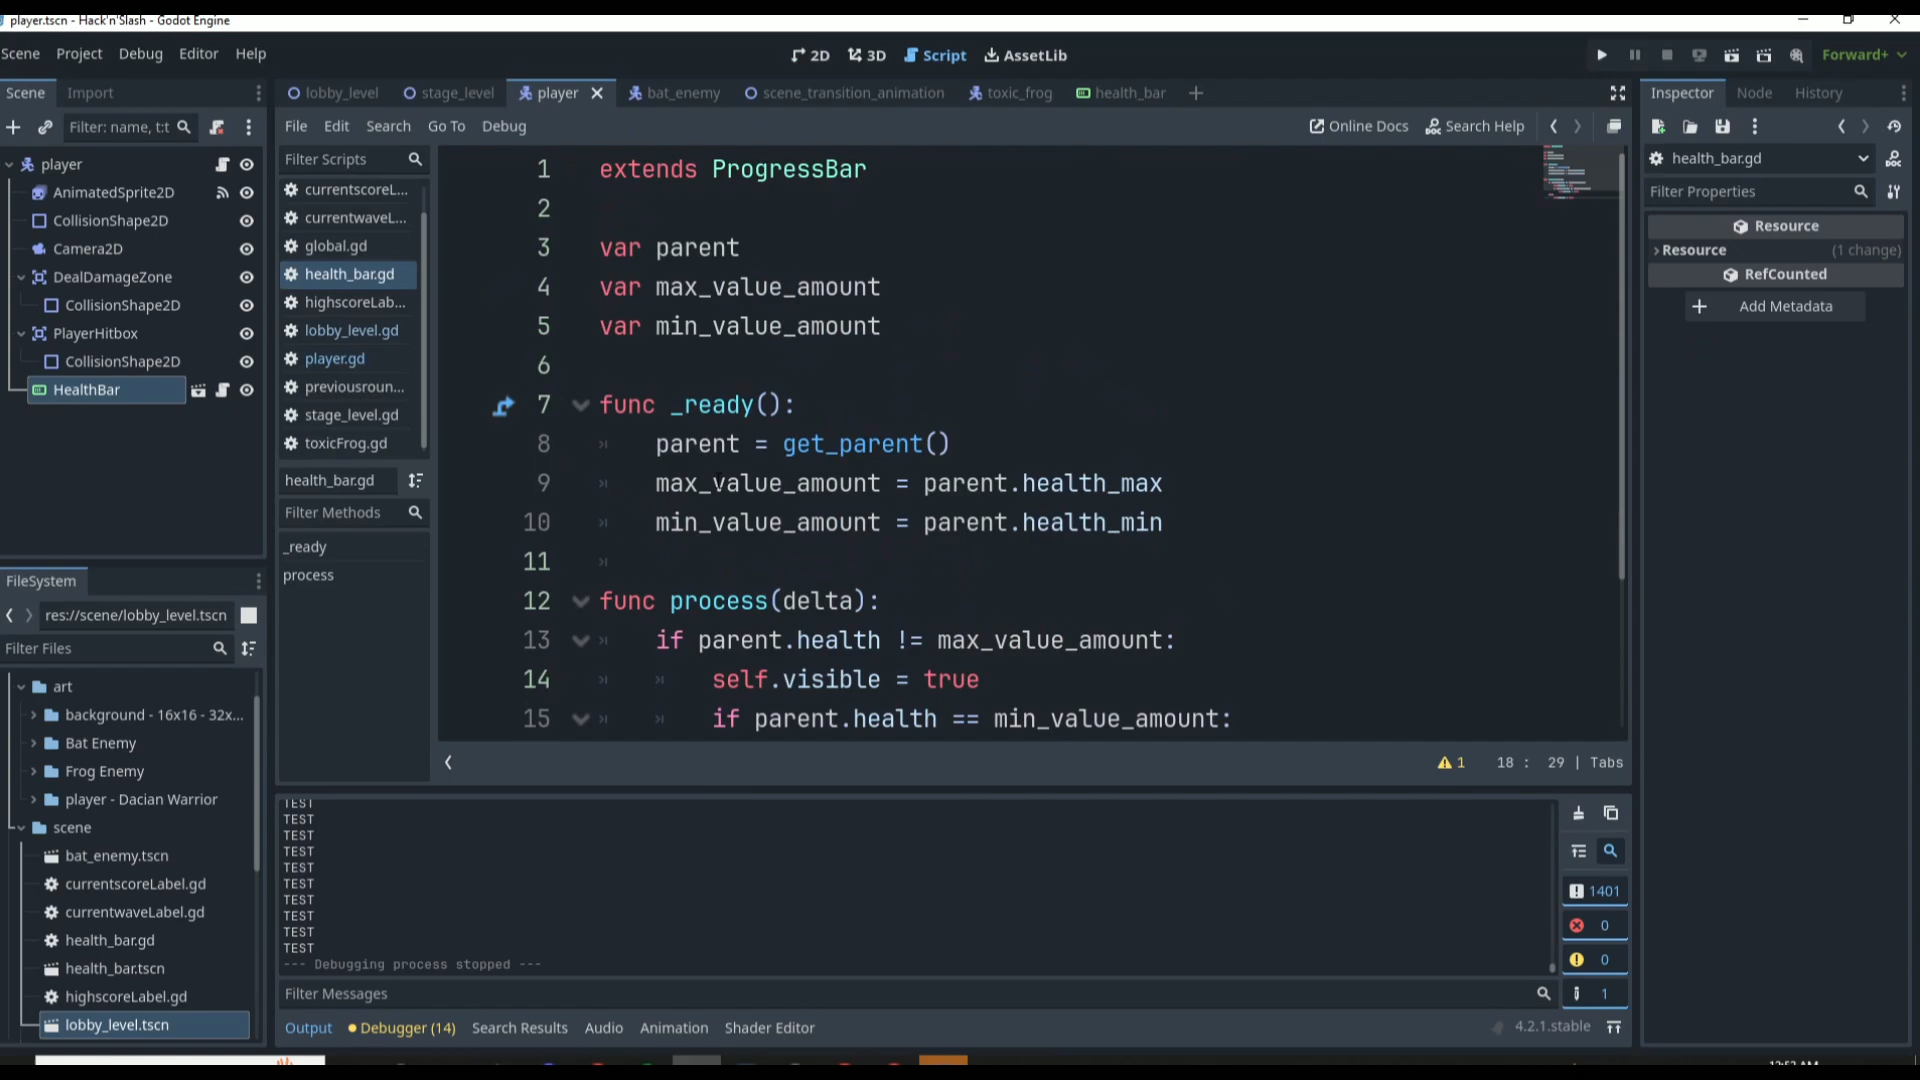 player.tscn - Hack'n'Slash - Godot Engine
Scene Project Debug Editor Help
2D 3D Script AssetLib
Forward+
Scene Import
Filter: name, t:t
player
AnimatedSprite2D
CollisionShape2D
Camera2D
DealDamageZone
CollisionShape2D
PlayerHitbox
CollisionShape2D
HealthBar
FileSystem
res://scene/lobby_level.tscn
Filter Files
art
background - 16x16 - 32x...
Bat Enemy
Frog Enemy
player - Dacian Warrior
scene
bat_enemy.tscn
currentscoreLabel.gd
currentwaveLabel.gd
health_bar.gd
health_bar.tscn
highscoreLabel.gd
lobby_level.tscn
lobby_level stage_level player bat_enemy scene_transition_animation toxic_frog health_bar
File Edit Search Go To Debug
Online Docs Search Help
Filter Scripts
currentscoreL...
currentwaveL...
global.gd
health_bar.gd
highscoreLab...
lobby_level.gd
player.gd
previousroun...
stage_level.gd
toxicFrog.gd
health_bar.gd
Filter Methods
_ready
process
1 extends ProgressBar
2
3 var parent
4 var max_value_amount
5 var min_value_amount
6
7 func _ready():
8 parent = get_parent()
9 max_value_amount = parent.health_max
10 min_value_amount = parent.health_min
11
12 func process(delta):
13 if parent.health != max_value_amount:
14 self.visible = true
15 if parent.health == min_value_amount:
1 18 : 29 | Tabs
TEST
TEST
TEST
TEST
TEST
TEST
TEST
TEST
TEST
TEST
--- Debugging process stopped ---
Filter Messages
1401
0
0
1
Output Debugger (14) Search Results Audio Animation Shader Editor
4.2.1.stable
Inspector Node History
health_bar.gd
Filter Properties
Resource
Resource (1 change)
RefCounted
Add Metadata